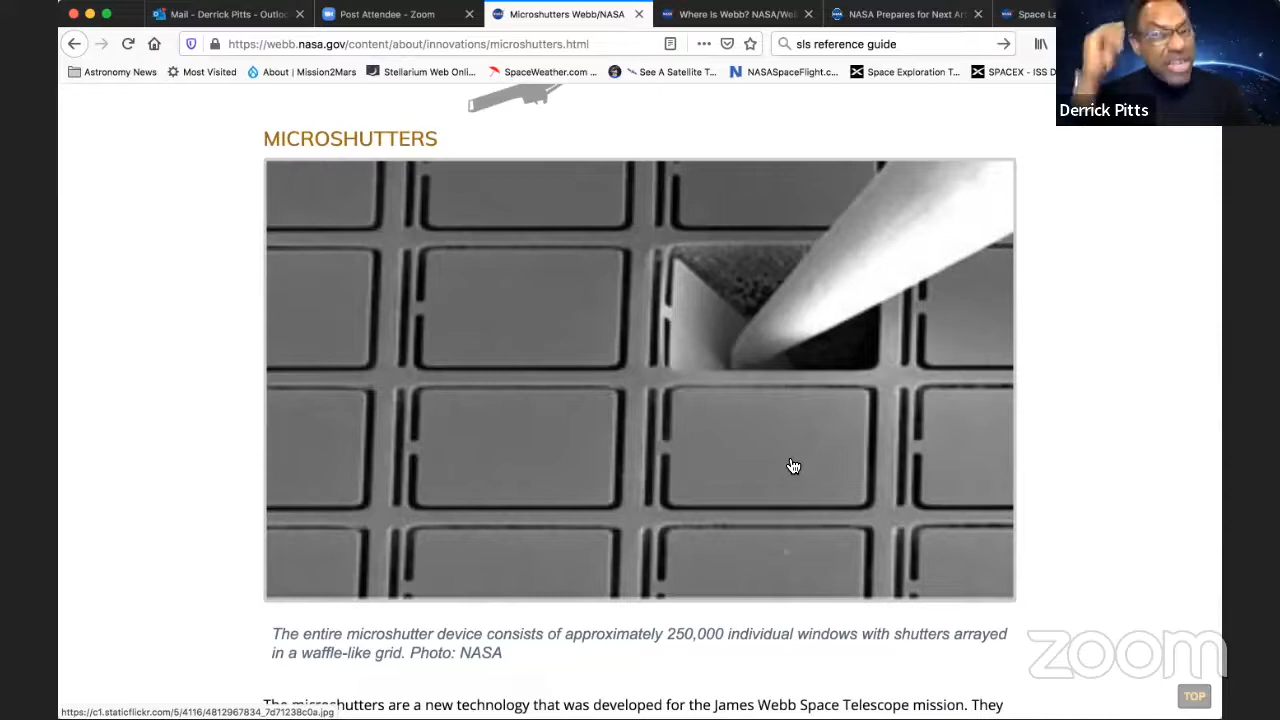 Mail - Derrick Pitts - Outloo
Post Attendee - Zoom
Microshutters Webb/NASA
Where Is Webb? NASA/We
NASA Prepares for Next Ar
Space La
https://webb.nasa.gov/content/about/innovations/microshutters.html
sls reference guide
Astronomy News
Most Visited
About | Mission2Mars
Stellarium Web Onl...
SpaceWeather.com ...
See A Satellite T...
NASASpaceFlight.c...
Space Exploration T...
SPACEX - ISS D
Derrick Pitts
MICROSHUTTERS
The entire microshutter device consists of approximately 250,000 individual windows with shutters arrayed
in a waffle-like grid. Photo: NASA
zoom
TOP
The microshutters are a new technology that was developed for the James Webb Space Telescope mission. They
https://c1.staticflickr.com/5/4116/4812967834_7d71238c0a.jpg